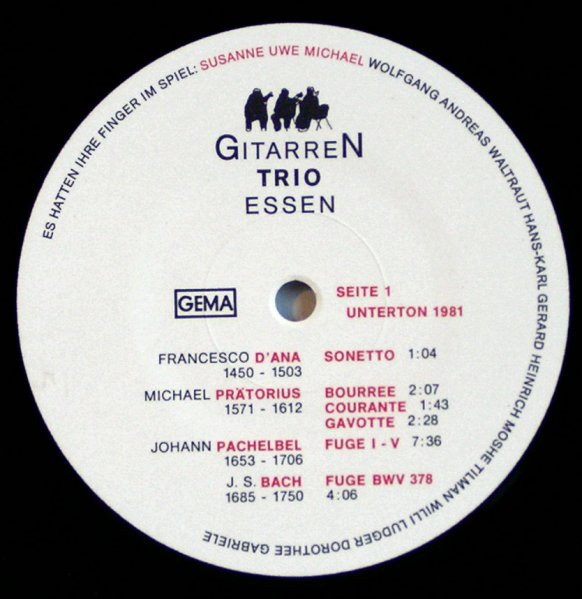 ES HATTEN IHRE FINGER IM SPIEL: SUSANNE UWE MICHAEL WOLFGANG ANDREAS WALTRAUT HANS-KARL GERARD HEINRICH MOSHE TILMAN WILLI LUDGER DOROTHEE GABRIELE
GITARREN
TRIO
ESSEN
GEMA
SEITE 1
UNTERTON 1981
FRANCESCO D'ANA SONETTO 1:04
1450 - 1503
MICHAEL PRÄTORIUS BOURREE 2:07
1571 - 1612 COURANTE 1:43
GAVOTTE 2:28
JOHANN PACHELBEL FUGE I - V 7:36
1653 - 1706
J. S. BACH FUGE BWV 378
1685 - 1750 4:06